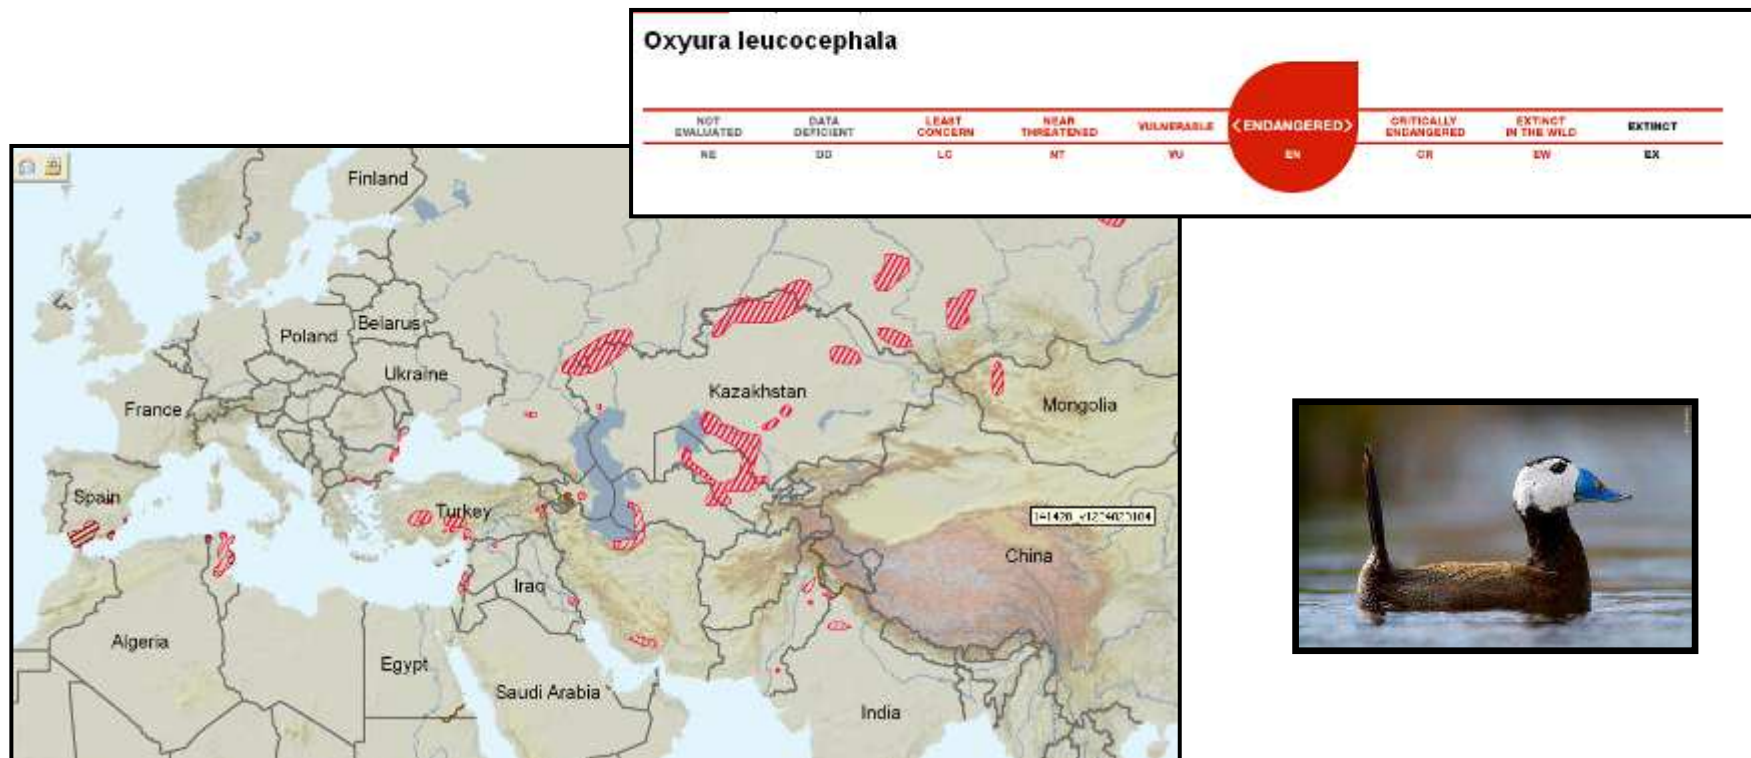 Oxyura leucocephala
NOT EVALUATED
DATA DEFICIENT
LEAST CONCERN
NEAR THREATENED
VULNERABLE
<ENDANGERED>
CRITICALLY ENDANGERED
EXTINCT IN THE WILD
EXTINCT
NE
DD
LC
NT
VU
EN
CR
EW
EX
Finland
Poland
Belarus
Ukraine
France
Kazakhstan
Mongolia
Spain
Turkey
China
Iraq
Algeria
Egypt
Saudi Arabia
India